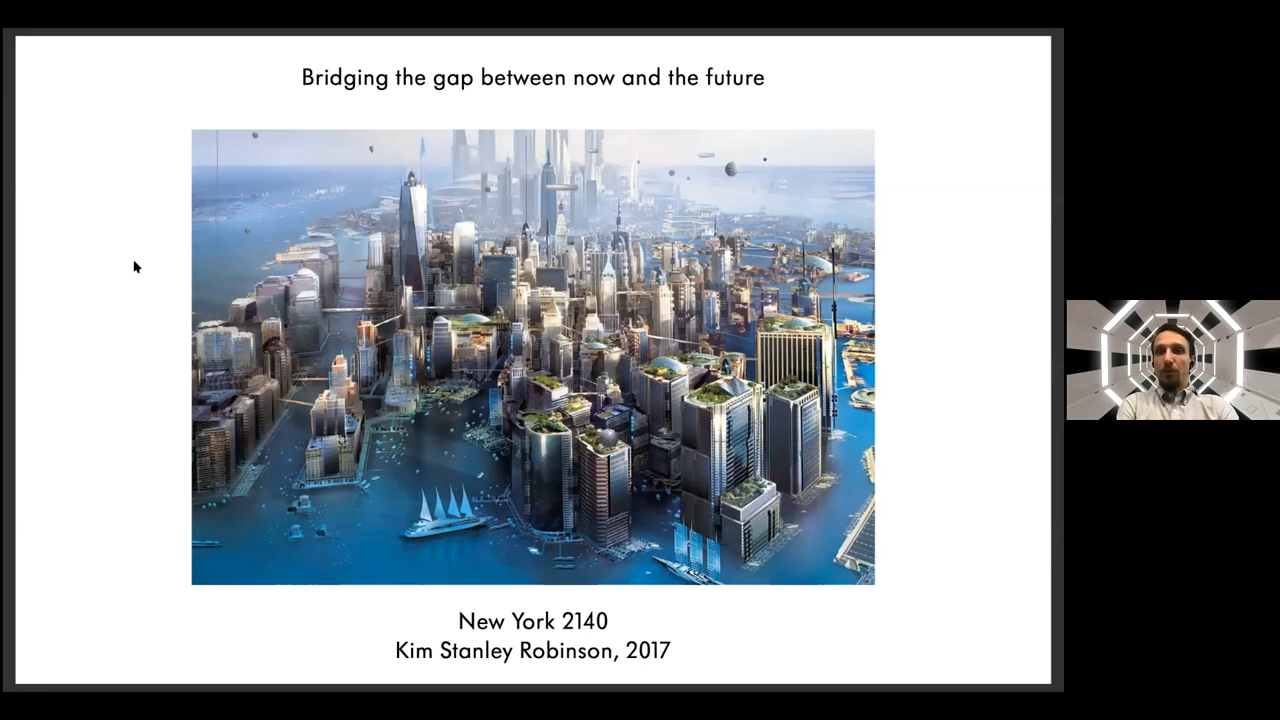 Bridging the gap between now and the future
New York 2140
Kim Stanley Robinson, 2017